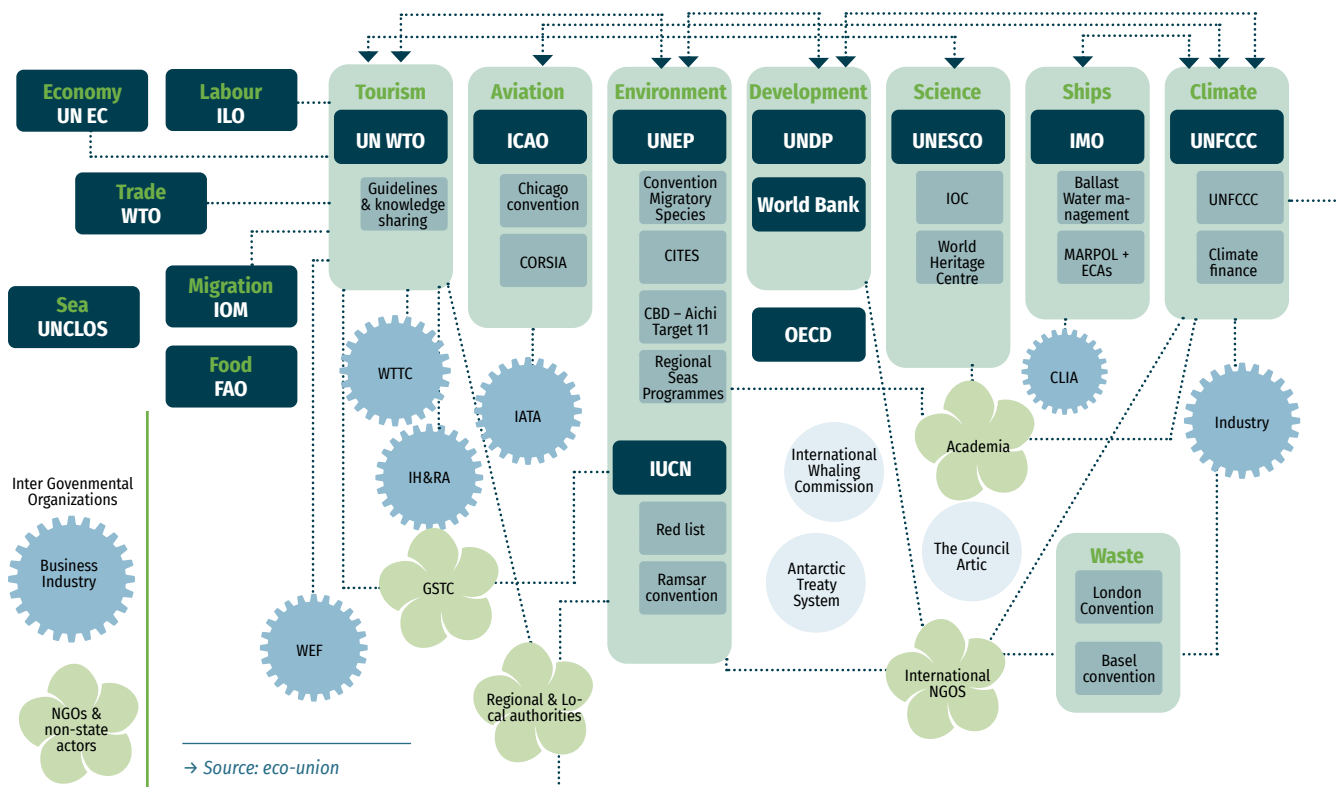 Economy
UN EC
Labour
ILO
Trade
WTO
Migration
IOM
Sea
UNCLOS
Food
FAO
Tourism
UN WTO
Guidelines
& knowledge
sharing
Aviation
ICAO
Chicago
convention
CORSIA
Environment
UNEP
Convention
Migratory
Species
CITES
CBD – Aichi
Target 11
Regional
Seas
Programmes
IUCN
Red list
Ramsar
convention
Development
UNDP
World Bank
OECD
Science
UNESCO
IOC
World
Heritage
Centre
Ships
IMO
Ballast
Water ma-
nagement
MARPOL +
ECAs
Climate
UNFCCC
UNFCCC
Climate
finance
WTTC
IATA
IH&RA
CLIA
Industry
Academia
International
Whaling
Commission
The Council
Artic
Antarctic
Treaty
System
GSTC
WEF
Regional & Lo-
cal authorities
International
NGOS
Waste
London
Convention
Basel
convention
Inter Govenmental
Organizations
Business
Industry
NGOs &
non-state
actors
→ Source: eco-union